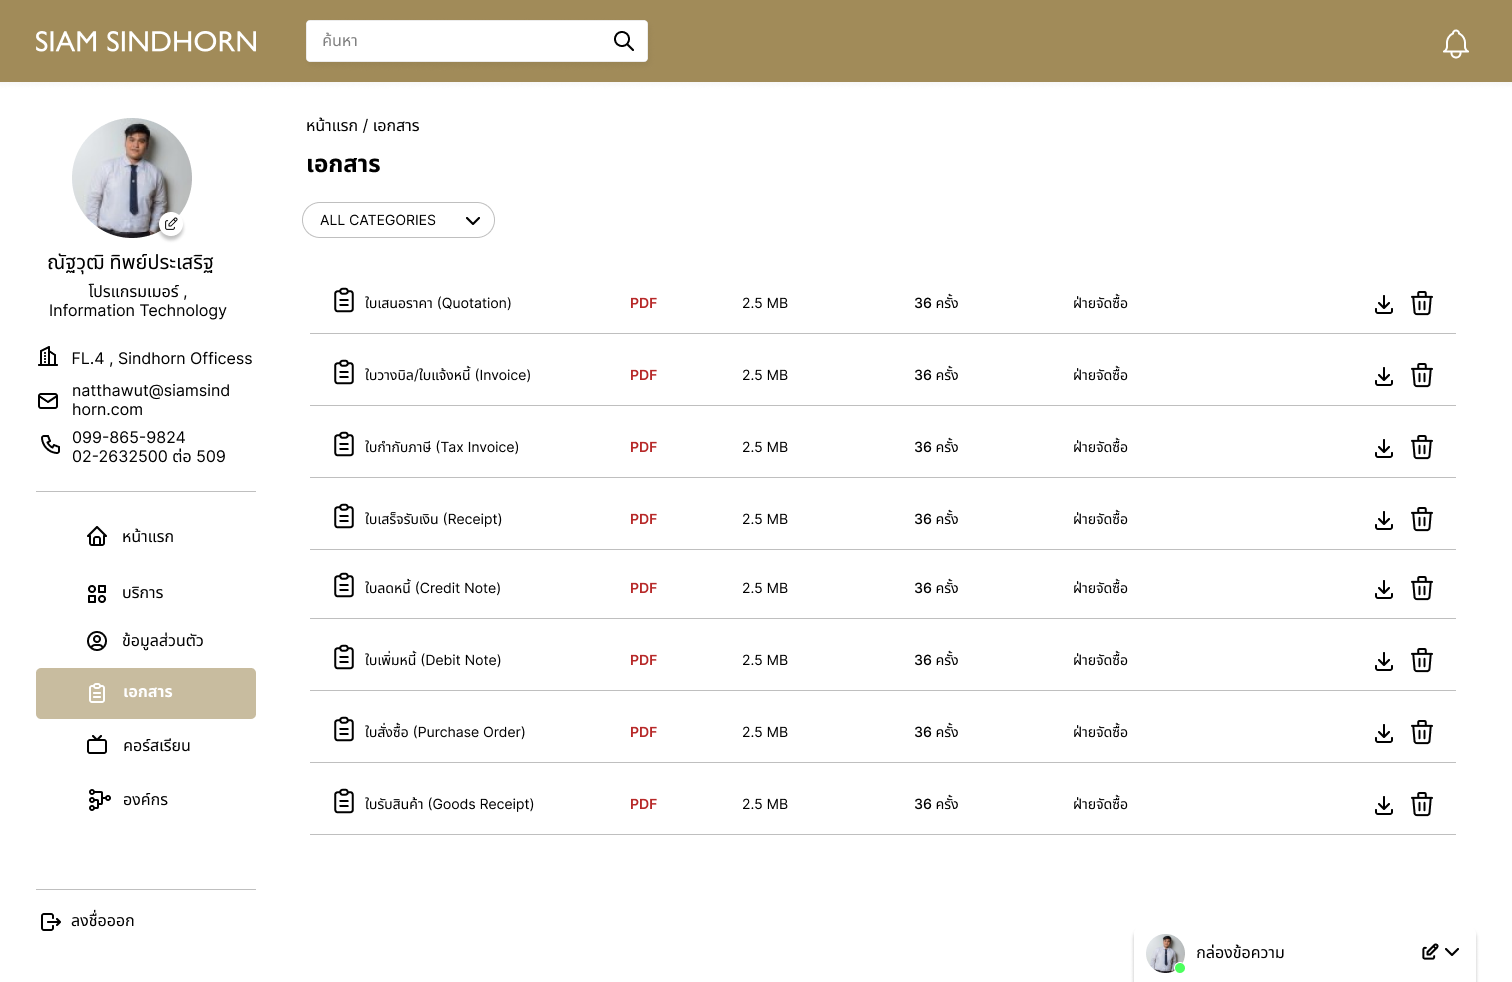 SIAM SINDHORN
ค้นหา
ณัฐวุฒิ ทิพย์ประเสริฐ
โปรแกรมเมอร์ ,
Information Technology
FL.4 , Sindhorn Officess
natthawut@siamsind
horn.com
099-865-9824
02-2632500 ต่อ 509
หน้าแรก
บริการ
ข้อมูลส่วนตัว
เอกสาร
คอร์สเรียน
องค์กร
ลงชื่อออก
หน้าแรก / เอกสาร
เอกสาร
ALL CATEGORIES
ใบเสนอราคา (Quotation) PDF 2.5 MB 36 ครั้ง ฝ่ายจัดซื้อ
ใบวางบิล/ใบแจ้งหนี้ (Invoice) PDF 2.5 MB 36 ครั้ง ฝ่ายจัดซื้อ
ใบกำกับภาษี (Tax Invoice) PDF 2.5 MB 36 ครั้ง ฝ่ายจัดซื้อ
ใบเสร็จรับเงิน (Receipt) PDF 2.5 MB 36 ครั้ง ฝ่ายจัดซื้อ
ใบลดหนี้ (Credit Note) PDF 2.5 MB 36 ครั้ง ฝ่ายจัดซื้อ
ใบเพิ่มหนี้ (Debit Note) PDF 2.5 MB 36 ครั้ง ฝ่ายจัดซื้อ
ใบสั่งซื้อ (Purchase Order) PDF 2.5 MB 36 ครั้ง ฝ่ายจัดซื้อ
ใบรับสินค้า (Goods Receipt) PDF 2.5 MB 36 ครั้ง ฝ่ายจัดซื้อ
กล่องข้อความ